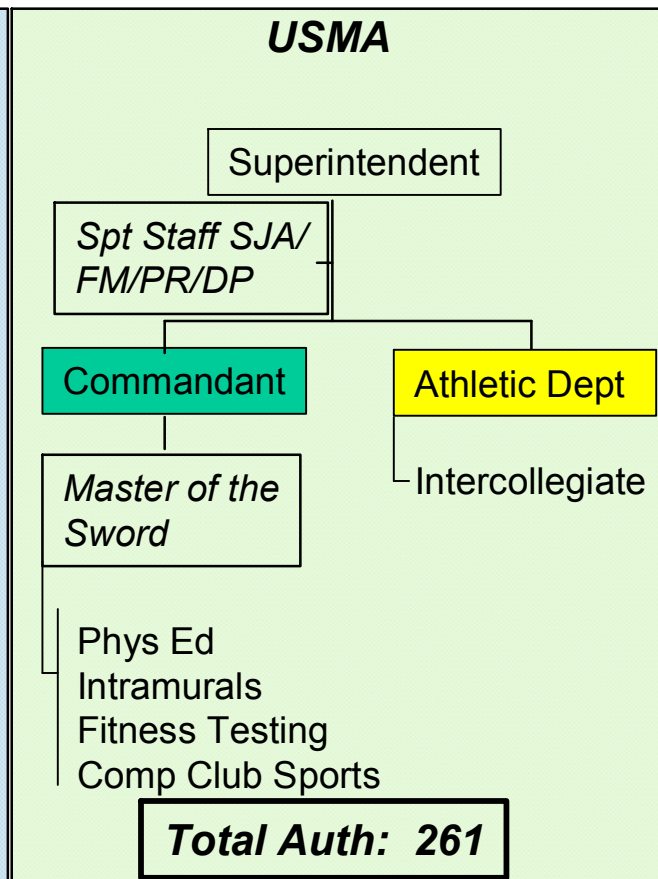 USMA
Superintendent
Spt Staff SJA/
FM/PR/DP
Commandant
Athletic Dept
Master of the
Sword
Intercollegiate
Phys Ed
Intramurals
Fitness Testing
Comp Club Sports
Total Auth: 261